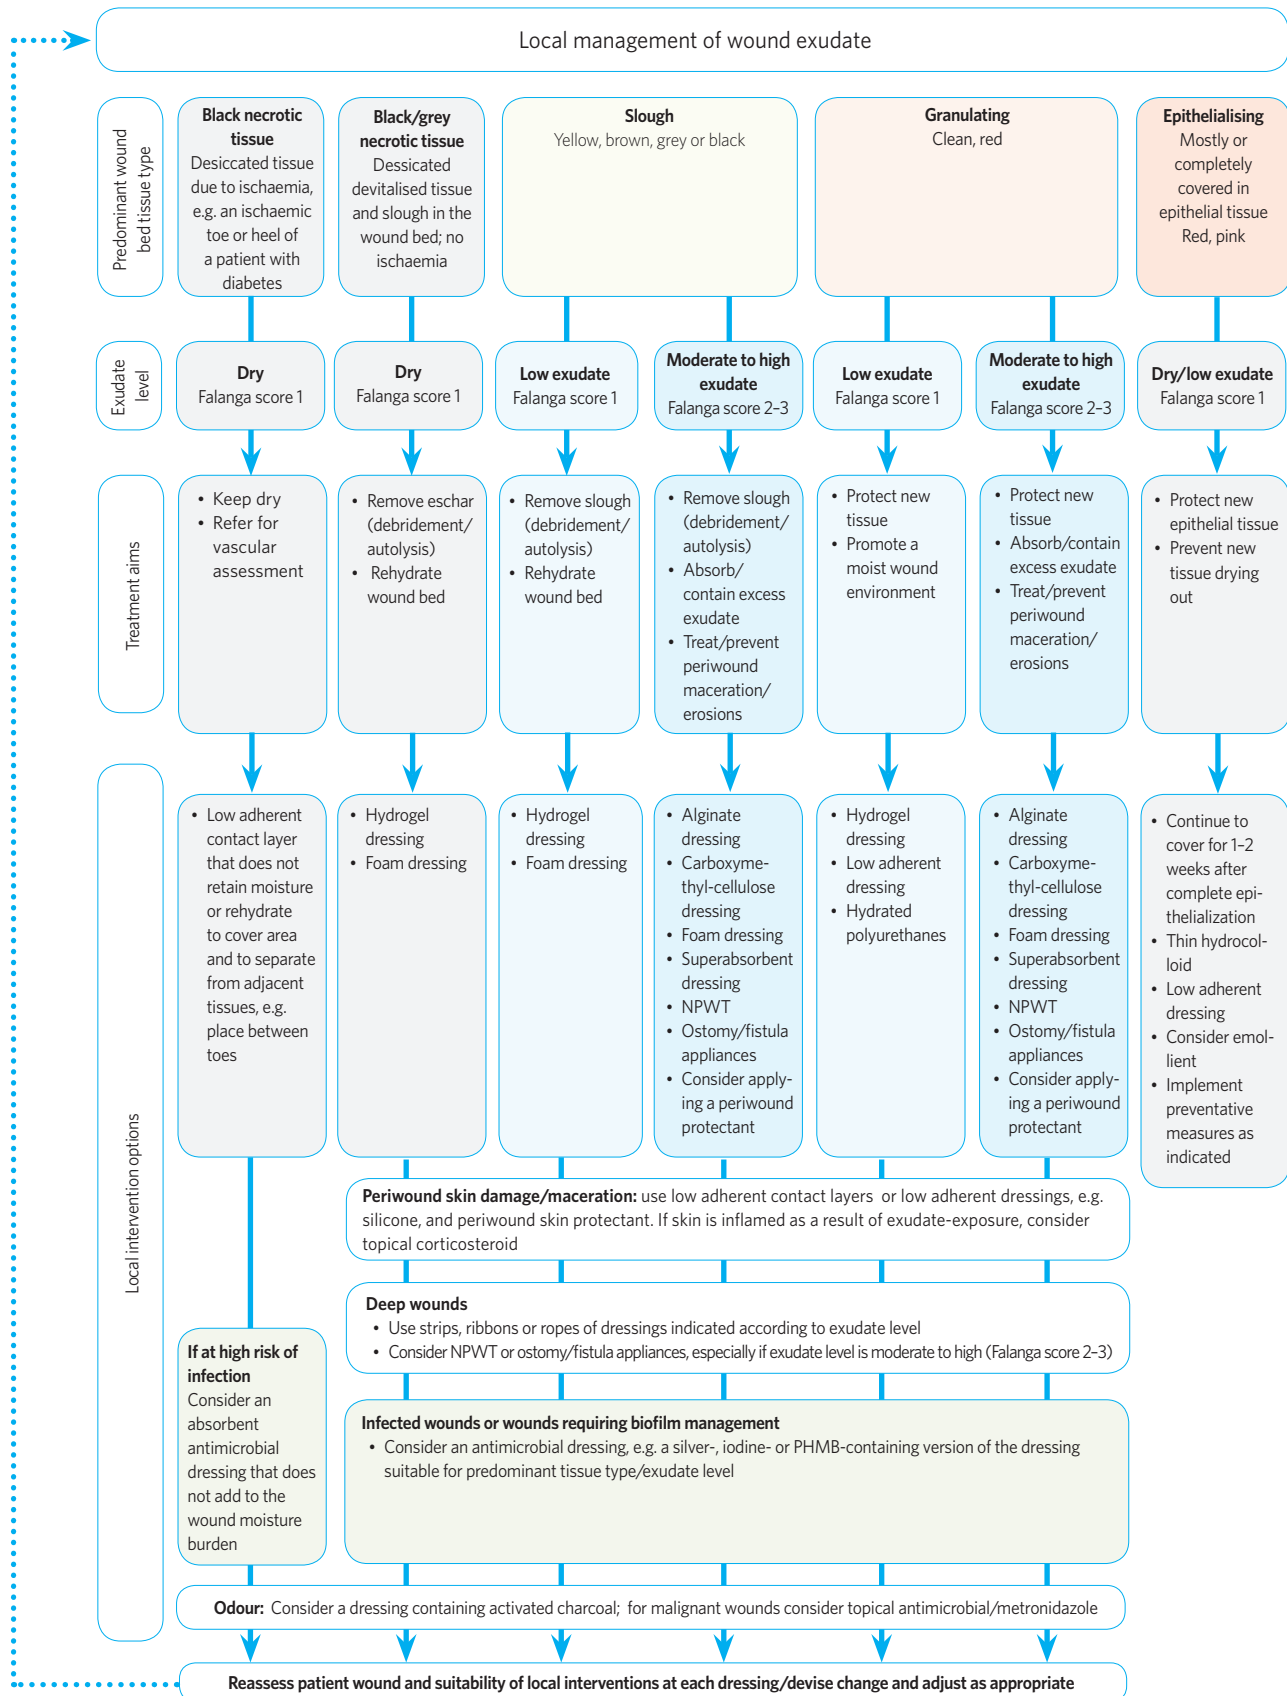 Local management of wound exudate
Predominant wound
bed tissue type
Black necrotic
tissue
Desiccated tissue
due to ischaemia,
e.g. an ischaemic
toe or heel of
a patient with
diabetes
Black/grey
necrotic tissue
Dessicated
devitalised tissue
and slough in the
wound bed; no
ischaemia
Slough
Yellow, brown, grey or black
Granulating
Clean, red
Epithelialising
Mostly or
completely
covered in
epithelial tissue
Red, pink
Exudate
level
Dry
Falanga score 1
Dry
Falanga score 1
Low exudate
Falanga score 1
Moderate to high
exudate
Falanga score 2–3
Low exudate
Falanga score 1
Moderate to high
exudate
Falanga score 2–3
Dry/low exudate
Falanga score 1
Treatment aims
• Keep dry
• Refer for
vascular
assessment
• Remove eschar
(debridement/
autolysis)
• Rehydrate
wound bed
• Remove slough
(debridement/
autolysis)
• Rehydrate
wound bed
• Remove slough
(debridement/
autolysis)
• Absorb/
contain excess
exudate
• Treat/prevent
periwound
maceration/
erosions
• Protect new
tissue
• Promote a
moist wound
environment
• Protect new
tissue
• Absorb/contain
excess exudate
• Treat/prevent
periwound
maceration/
erosions
• Protect new
epithelial tissue
• Prevent new
tissue drying
out
Local intervention options
• Low adherent
contact layer
that does not
retain moisture
or rehydrate
to cover area
and to separate
from adjacent
tissues, e.g.
place between
toes
• Hydrogel
dressing
• Foam dressing
• Hydrogel
dressing
• Foam dressing
• Alginate
dressing
• Carboxyme-
thyl-cellulose
dressing
• Foam dressing
• Superabsorbent
dressing
• NPWT
• Ostomy/fistula
appliances
• Consider apply-
ing a periwound
protectant
• Hydrogel
dressing
• Low adherent
dressing
• Hydrated
polyurethanes
• Alginate
dressing
• Carboxyme-
thyl-cellulose
dressing
• Foam dressing
• Superabsorbent
dressing
• NPWT
• Ostomy/fistula
appliances
• Consider apply-
ing a periwound
protectant
• Continue to
cover for 1–2
weeks after
complete epi-
thelialization
• Thin hydrocol-
loid
• Low adherent
dressing
• Consider emol-
lient
• Implement
preventative
measures as
indicated
Periwound skin damage/maceration: use low adherent contact layers or low adherent dressings, e.g.
silicone, and periwound skin protectant. If skin is inflamed as a result of exudate-exposure, consider
topical corticosteroid
Deep wounds
• Use strips, ribbons or ropes of dressings indicated according to exudate level
• Consider NPWT or ostomy/fistula appliances, especially if exudate level is moderate to high (Falanga score 2–3)
If at high risk of
infection
Consider an
absorbent
antimicrobial
dressing that does
not add to the
wound moisture
burden
Infected wounds or wounds requiring biofilm management
• Consider an antimicrobial dressing, e.g. a silver-, iodine- or PHMB-containing version of the dressing
suitable for predominant tissue type/exudate level
Odour: Consider a dressing containing activated charcoal; for malignant wounds consider topical antimicrobial/metronidazole
Reassess patient wound and suitability of local interventions at each dressing/devise change and adjust as appropriate